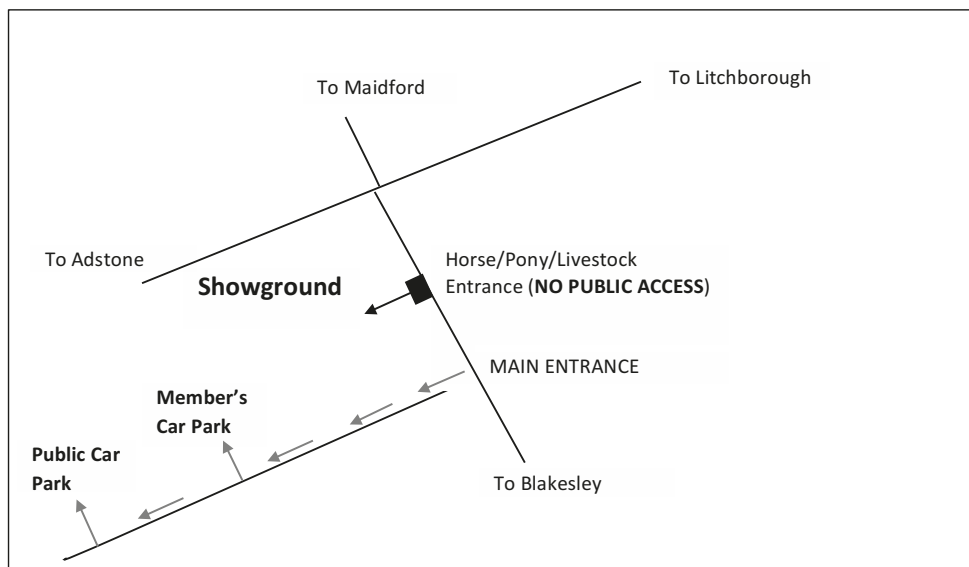 To Litchborough
To Maidford
To Adstone
Horse/Pony/Livestock
Entrance (NO PUBLIC ACCESS)
Showground
MAIN ENTRANCE
Member’s
Car Park
Public Car
Park
To Blakesley